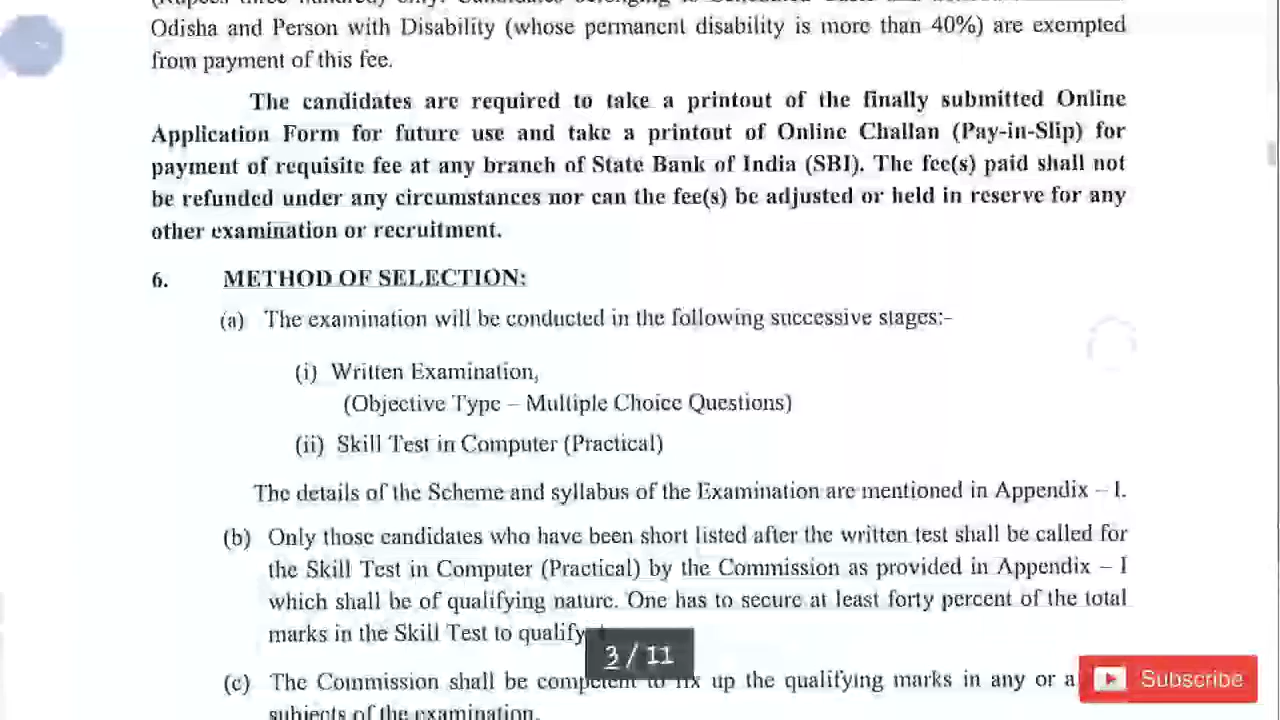 Odisha and Person with Disability (whose permanent disability is more than 40%) are exempted
from payment of this fee.
The candidates are required to take a printout of the finally submitted Online
Application Form for future use and take a printout of Online Challan (Pay-in-Slip) for
payment of requisite fee at any branch of State Bank of India (SBI). The fee(s) paid shall not
be refunded under any circumstances nor can the fee(s) be adjusted or held in reserve for any
other examination or recruitment.
6. METHOD OF SELECTION:
(a) The examination will be conducted in the following successive stages:-
(i) Written Examination,
(Objective Type – Multiple Choice Questions)
(ii) Skill Test in Computer (Practical)
The details of the Scheme and syllabus of the Examination are mentioned in Appendix – I.
(b) Only those candidates who have been short listed after the written test shall be called for
the Skill Test in Computer (Practical) by the Commission as provided in Appendix – I
which shall be of qualifying nature. One has to secure at least forty percent of the total
marks in the Skill Test to qualify
3 / 11
(c) The Commission shall be competent to fix up the qualifying marks in any or a
subjects of the examination.
Subscribe